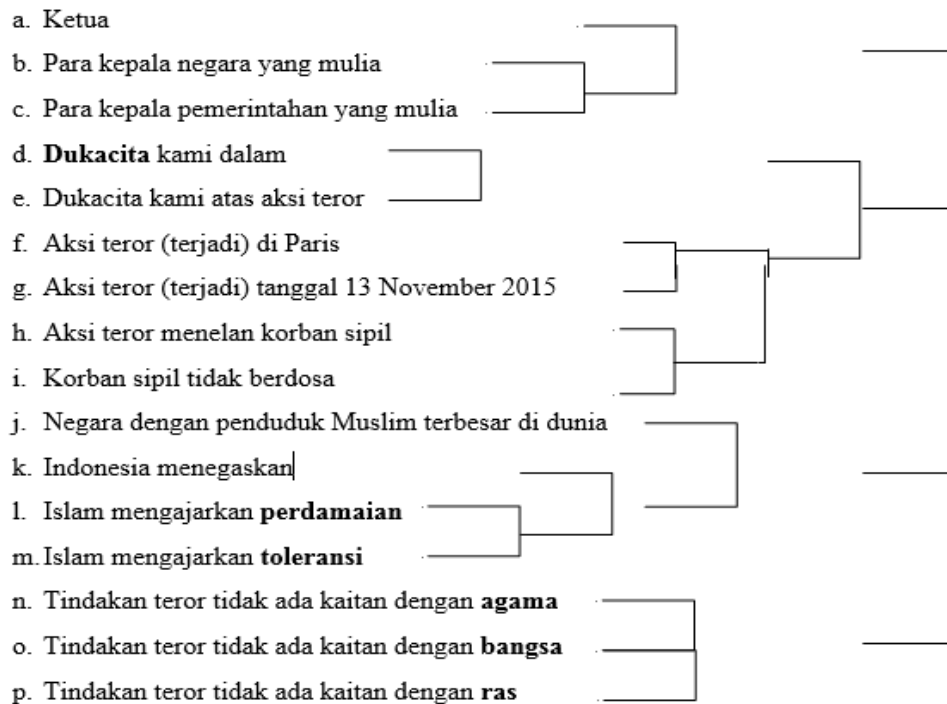 a. Ketua
b. Para kepala negara yang mulia
c. Para kepala pemerintahan yang mulia
d. Dukacita kami dalam
e. Dukacita kami atas aksi teror
f. Aksi teror (terjadi) di Paris
g. Aksi teror (terjadi) tanggal 13 November 2015
h. Aksi teror menelan korban sipil
i. Korban sipil tidak berdosa
j. Negara dengan penduduk Muslim terbesar di dunia
k. Indonesia menegaskan
l. Islam mengajarkan perdamaian
m. Islam mengajarkan toleransi
n. Tindakan teror tidak ada kaitan dengan agama
o. Tindakan teror tidak ada kaitan dengan bangsa
p. Tindakan teror tidak ada kaitan dengan ras